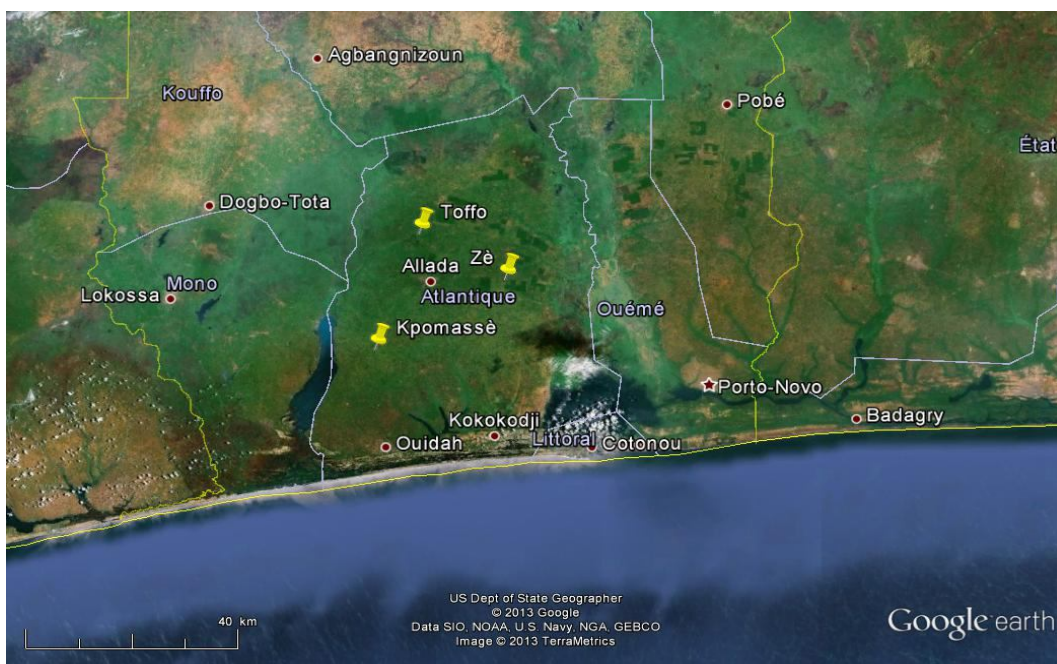 Agbangnizoun
Kouffo
Pobé
État
Dogbo-Tota
Toffo
Zè
Allada
Lokossa
Mono
Atlantique
Ouémé
Kpomassè
Porto-Novo
Kokokodji
Badagry
Ouidah
Littoral
Cotonou
US Dept of State Geographer
© 2013 Google
Data SIO, NOAA, U.S. Navy, NGA, GEBCO
Image © 2013 TerraMetrics
40 km
Google earth